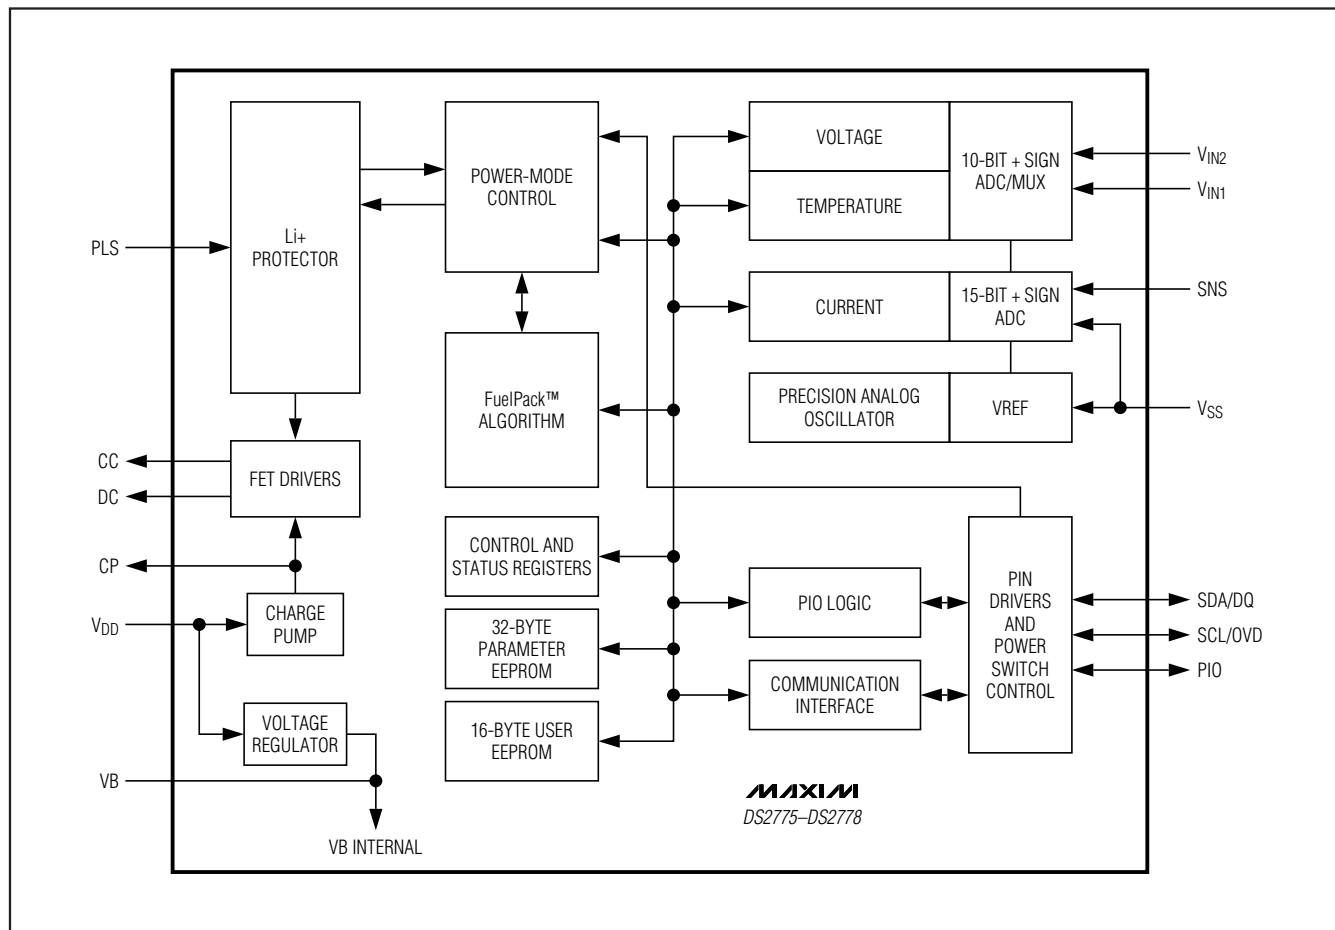 PLS
CC
DC
CP
VDD
VB
Li+
PROTECTOR
FET DRIVERS
CHARGE
PUMP
VOLTAGE
REGULATOR
VB INTERNAL
POWER-MODE
CONTROL
FuelPack™
ALGORITHM
CONTROL AND
STATUS REGISTERS
32-BYTE
PARAMETER
EEPROM
16-BYTE USER
EEPROM
VOLTAGE
TEMPERATURE
10-BIT + SIGN
ADC/MUX
CURRENT
15-BIT + SIGN
ADC
PRECISION ANALOG
OSCILLATOR
VREF
PIO LOGIC
COMMUNICATION
INTERFACE
PIN
DRIVERS
AND
POWER
SWITCH
CONTROL
MAXIM
DS2775–DS2778
VIN2
VIN1
SNS
VSS
SDA/DQ
SCL/OVD
PIO